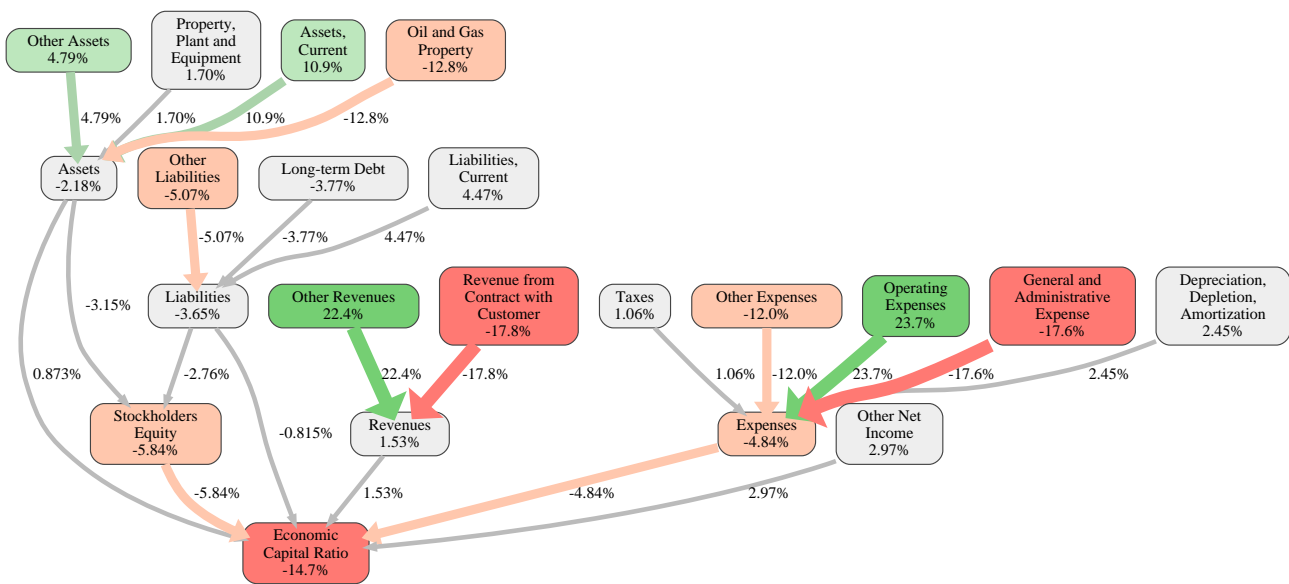 Other Assets
4.79%
Property,
Plant and
Equipment
1.70%
Assets,
Current
10.9%
Oil and Gas
Property
-12.8%
4.79%
1.70%
10.9%
-12.8%
Assets
-2.18%
Other
Liabilities
-5.07%
Long-term Debt
-3.77%
Liabilities,
Current
4.47%
-5.07%
-3.77%
4.47%
-3.15%
Liabilities
-3.65%
Other Revenues
22.4%
Revenue from
Contract with
Customer
-17.8%
Taxes
1.06%
Other Expenses
-12.0%
Operating
Expenses
23.7%
General and
Administrative
Expense
-17.6%
Depreciation,
Depletion,
Amortization
2.45%
0.873%
-2.76%
22.4%
-17.8%
1.06%
-12.0%
23.7%
-17.6%
2.45%
Stockholders
Equity
-5.84%
-0.815%
Revenues
1.53%
Expenses
-4.84%
Other Net
Income
2.97%
-5.84%
1.53%
-4.84%
2.97%
Economic
Capital Ratio
-14.7%